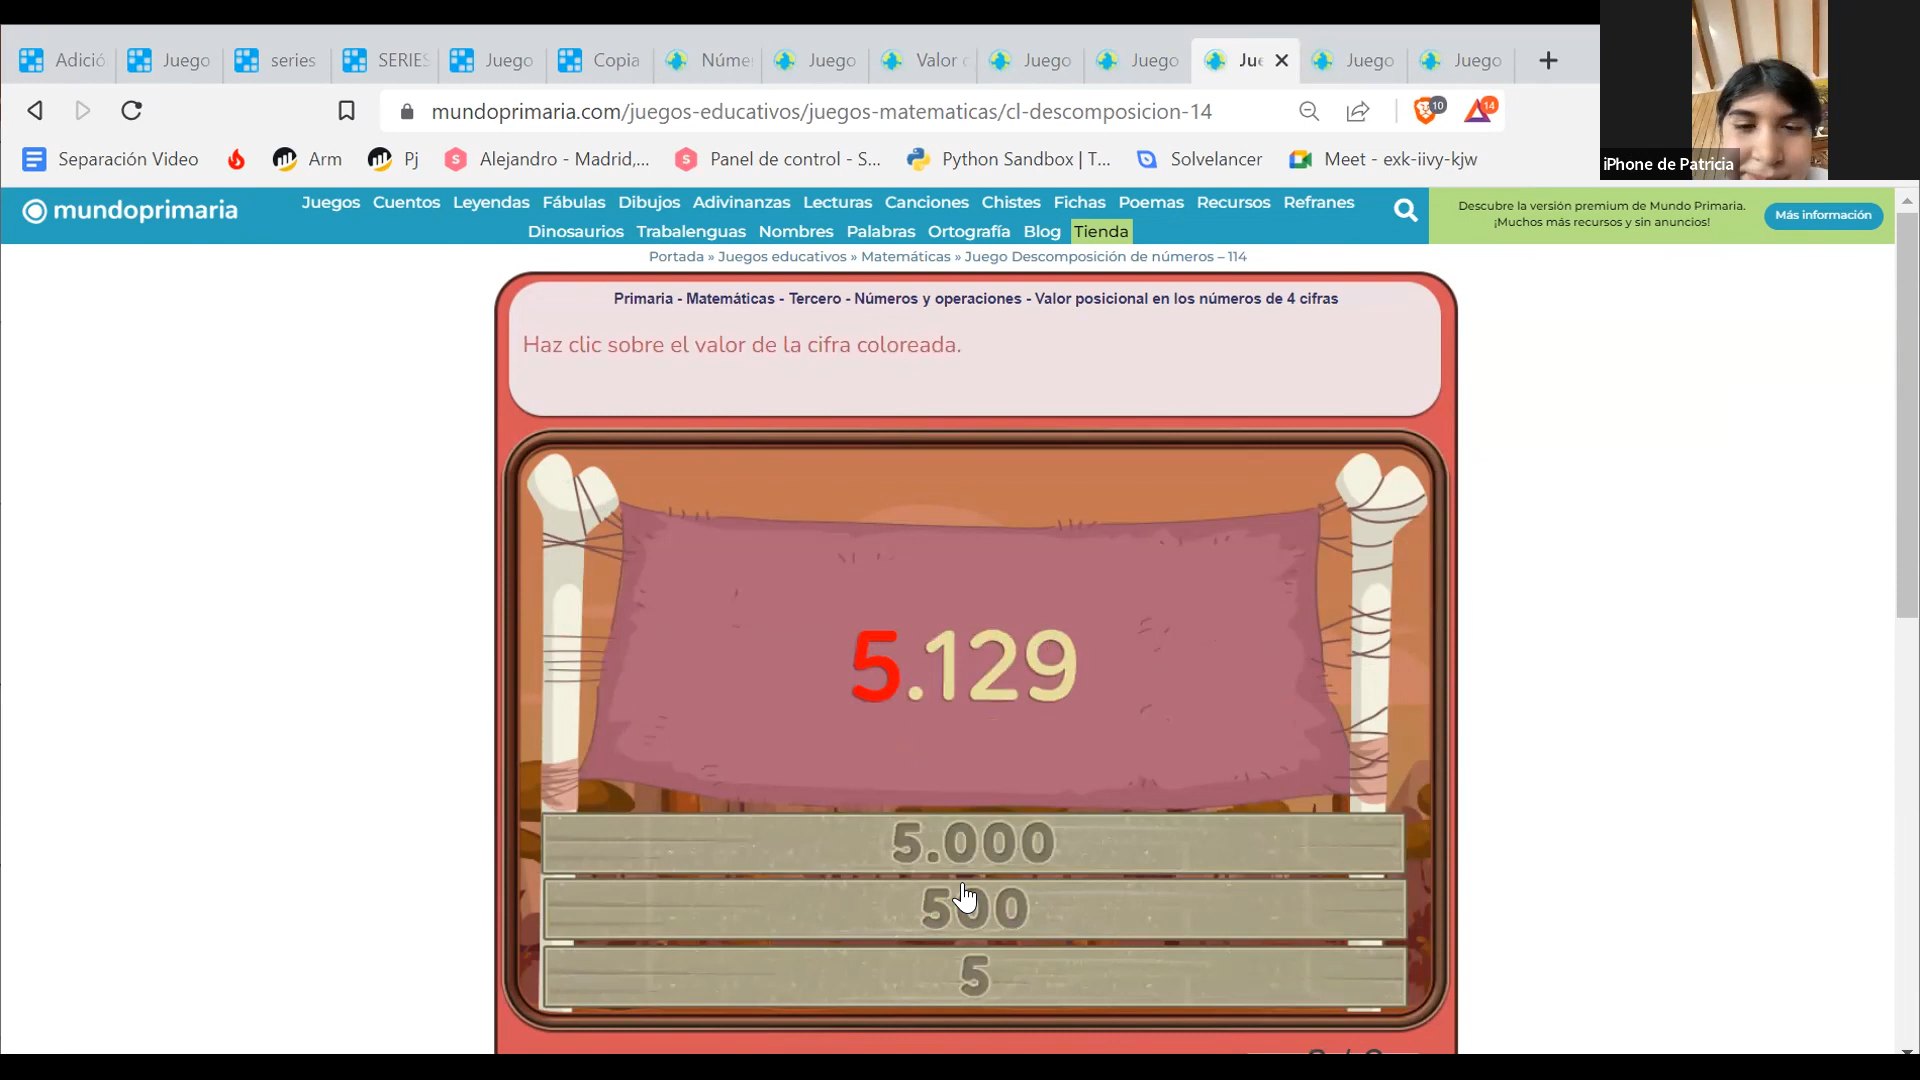 Adició
Juego
series
SERIES
Juego
Copia
Núme
Juego
Valor
Juego
Juego
Jue
Juego
Juego
mundoprimaria.com/juegos-educativos/juegos-matematicas/cl-descomposicion-14
10
14
Separación Video
Arm
Pj
Alejandro - Madrid,...
Panel de control - S...
Python Sandbox | T...
Solvelancer
Meet - exk-iivy-kjw
iPhone de Patricia
mundoprimaria
Juegos Cuentos Leyendas Fábulas Dibujos Adivinanzas Lecturas Canciones Chistes Fichas Poemas Recursos Refranes
Dinosaurios Trabalenguas Nombres Palabras Ortografía Blog Tienda
Descubre la versión premium de Mundo Primaria.
¡Muchos más recursos y sin anuncios!
Más información
Portada » Juegos educativos » Matemáticas » Juego Descomposición de números – 114
Primaria - Matemáticas - Tercero - Números y operaciones - Valor posicional en los números de 4 cifras
Haz clic sobre el valor de la cifra coloreada.
5.129
5.000
500
5